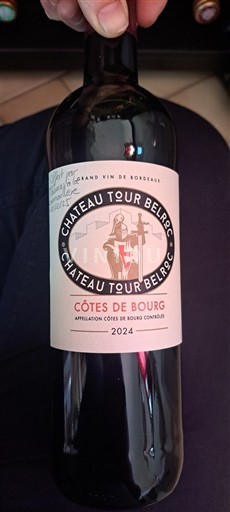 GRAND VIN DE BORDEAUX
CHATEAU TOUR BELROC
CHATEAU TOUR BELROC
CÔTES DE BOURG
APPELLATION CÔTES DE BOURG CONTRÔLÉE
2024